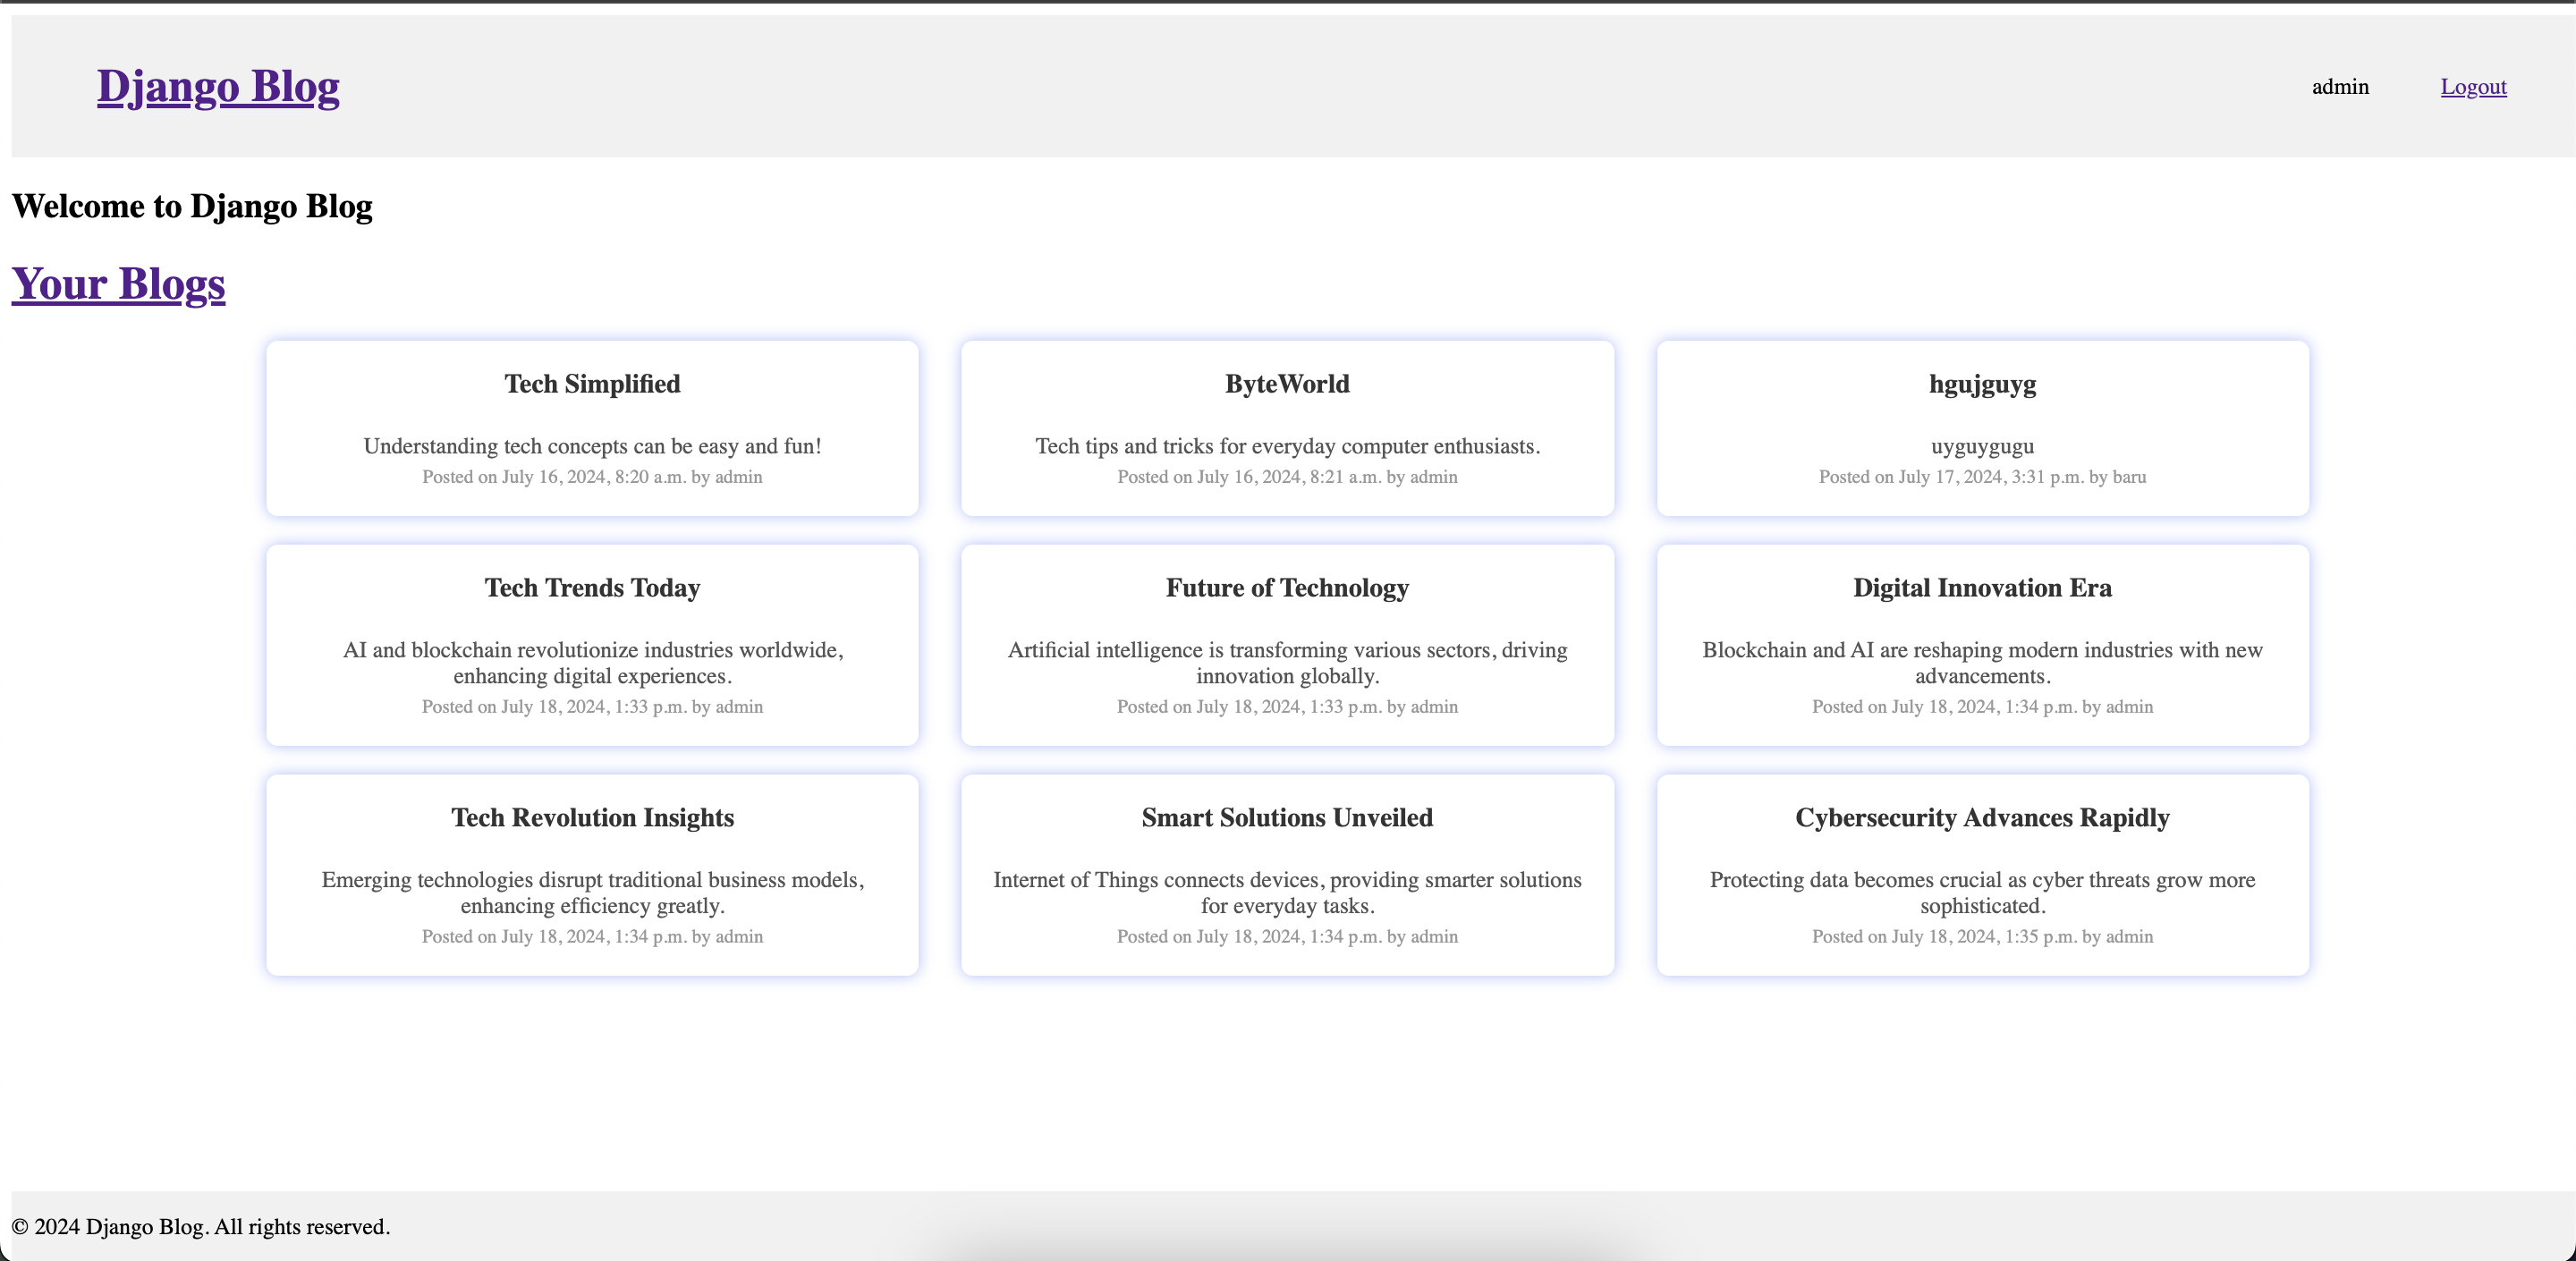 Django Blog
admin
Logout
Welcome to Django Blog
Your Blogs
Tech Simplified
Understanding tech concepts can be easy and fun!
Posted on July 16, 2024, 8:20 a.m. by admin
ByteWorld
Tech tips and tricks for everyday computer enthusiasts.
Posted on July 16, 2024, 8:21 a.m. by admin
hgujguyg
uyguygugu
Posted on July 17, 2024, 3:31 p.m. by baru
Tech Trends Today
AI and blockchain revolutionize industries worldwide,
enhancing digital experiences.
Posted on July 18, 2024, 1:33 p.m. by admin
Future of Technology
Artificial intelligence is transforming various sectors, driving
innovation globally.
Posted on July 18, 2024, 1:33 p.m. by admin
Digital Innovation Era
Blockchain and AI are reshaping modern industries with new
advancements.
Posted on July 18, 2024, 1:34 p.m. by admin
Tech Revolution Insights
Emerging technologies disrupt traditional business models,
enhancing efficiency greatly.
Posted on July 18, 2024, 1:34 p.m. by admin
Smart Solutions Unveiled
Internet of Things connects devices, providing smarter solutions
for everyday tasks.
Posted on July 18, 2024, 1:34 p.m. by admin
Cybersecurity Advances Rapidly
Protecting data becomes crucial as cyber threats grow more
sophisticated.
Posted on July 18, 2024, 1:35 p.m. by admin
© 2024 Django Blog. All rights reserved.